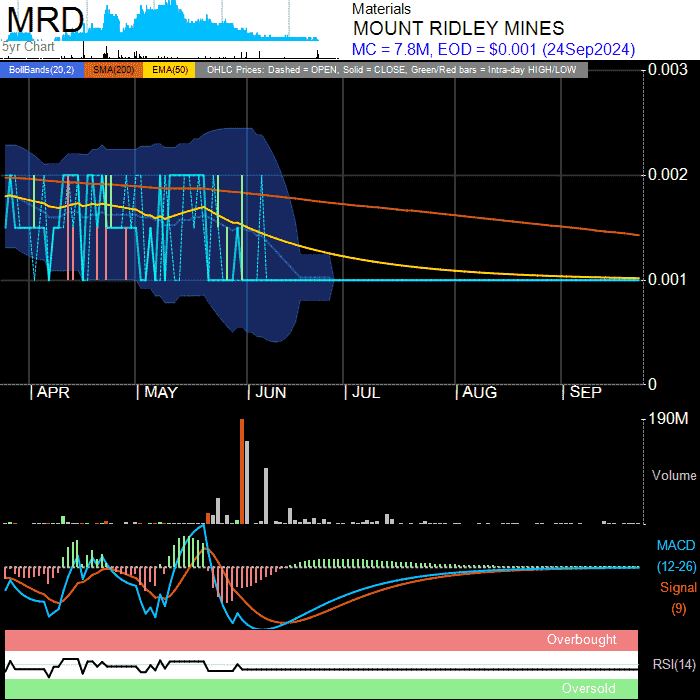 MRD
5yr Chart
Materials
MOUNT RIDLEY MINES
MC = 7.8M, EOD = $0.001 (24Sep2024)
BollBands(20,2) SMA(200) EMA(50) OHLC Prices: Dashed = OPEN, Solid = CLOSE, Green/Red bars = Intra-day HIGH/LOW
0.003
0.002
0.001
0
APR MAY JUN JUL AUG SEP
190M
Volume
MACD
(12-26)
Signal
(9)
Overbought
RSI(14)
Oversold